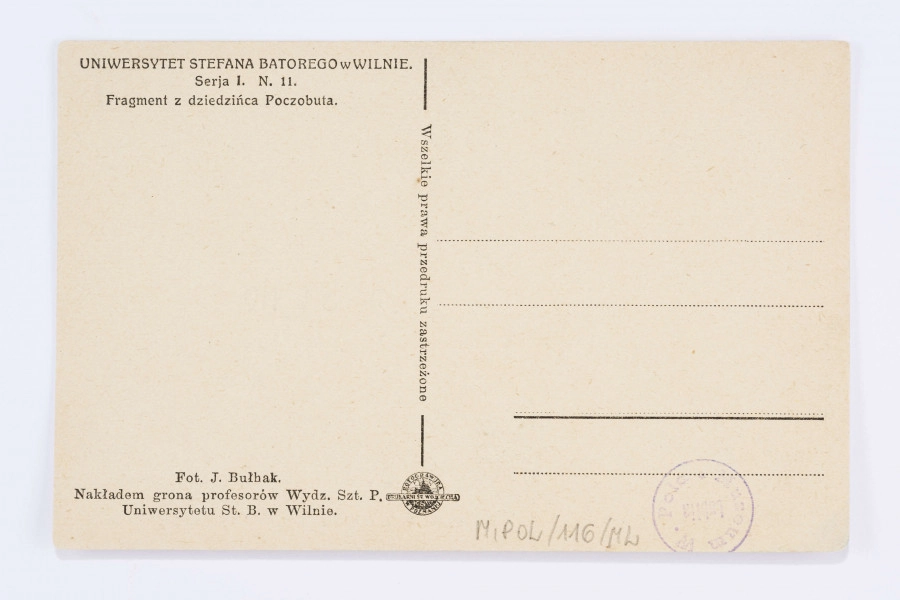 UNIWERSYTET STEFANA BATOREGO w WILNIE.
Serja I. N. 11.
Fragment z dziedzińca Poczobuta.
Wszelkie prawa przedruku zastrzeżone
Fot. J. Bułhak.
Nakładem grona profesorów Wydz. Szt. P.
Uniwersytetu St. B. w Wilnie.
MiPOL/116/ML